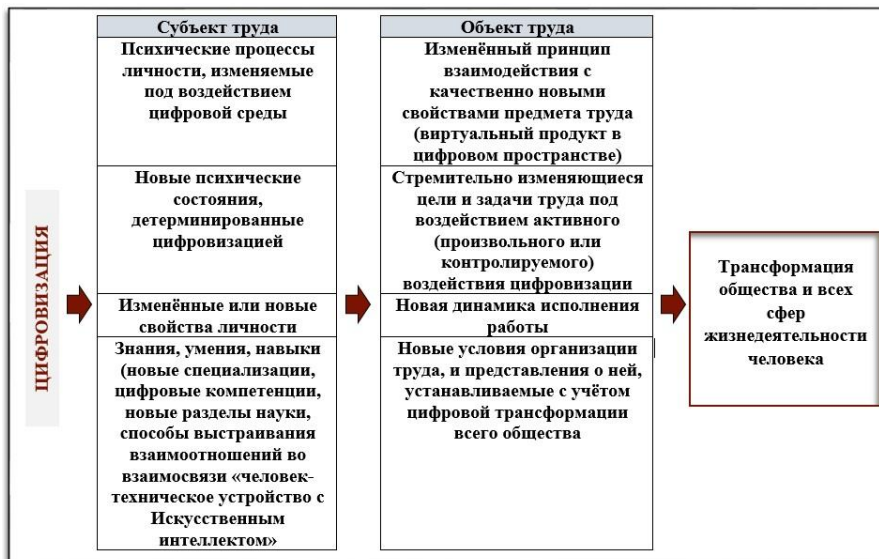 ЦИФРОВИЗАЦИЯ
Субъект труда
Психические процессы
личности, изменяемые
под воздействием
цифровой среды
Новые психические
состояния,
детерминированные
цифровизацией
Изменённые или новые
свойства личности
Знания, умения, навыки
(новые специализации,
цифровые компетенции,
новые разделы науки,
способы выстраивания
взаимоотношений во
взаимосвязи «человек-
техническое устройство с
Искусственным
интеллектом»
Объект труда
Изменённый принцип
взаимодействия с
качественно новыми
свойствами предмета труда
(виртуальный продукт в
цифровом пространстве)
Стремительно изменяющиеся
цели и задачи труда под
воздействием активного
(произвольного или
контролируемого)
воздействия цифровизации
Новая динамика исполнения
работы
Новые условия организации
труда, и представления о ней,
устанавливаемые с учётом
цифровой трансформации
всего общества
Трансформация
общества и всех
сфер
жизнедеятельности
человека